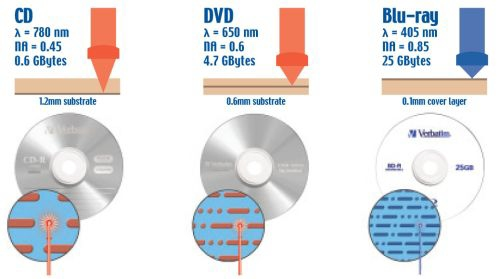 CD
λ = 780 nm
NA = 0.45
0.6 GBytes
1.2mm substrate
DVD
λ = 650 nm
NA = 0.6
4.7 GBytes
0.6mm substrate
Blu-ray
λ = 405 nm
NA = 0.85
25 GBytes
0.1mm cover layer
Verbatim
CD-R
Verbatim
BD-R
25GB